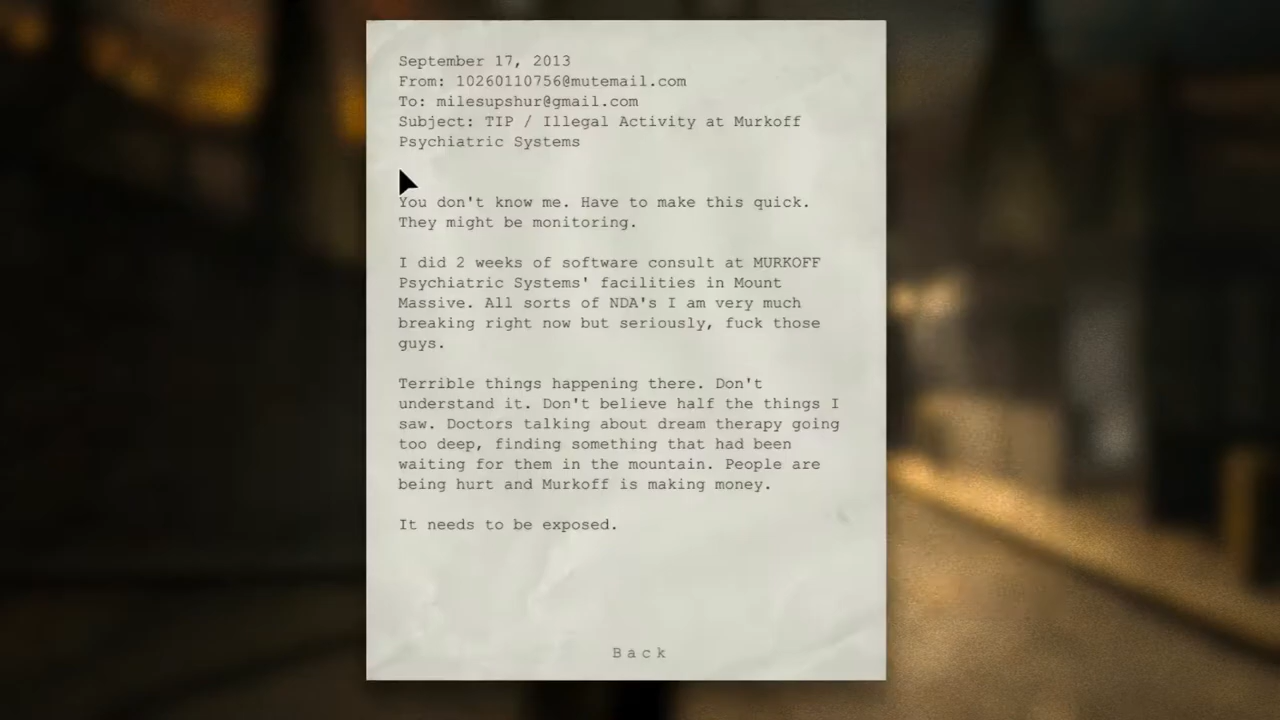 September 17, 2013
From: 10260110756@mutemail.com
To: milesupshur@gmail.com
Subject: TIP / Illegal Activity at Murkoff
Psychiatric Systems
You don't know me. Have to make this quick.
They might be monitoring.
I did 2 weeks of software consult at MURKOFF
Psychiatric Systems' facilities in Mount
Massive. All sorts of NDA's I am very much
breaking right now but seriously, fuck those
guys.
Terrible things happening there. Don't
understand it. Don't believe half the things I
saw. Doctors talking about dream therapy going
too deep, finding something that had been
waiting for them in the mountain. People are
being hurt and Murkoff is making money.
It needs to be exposed.
Back